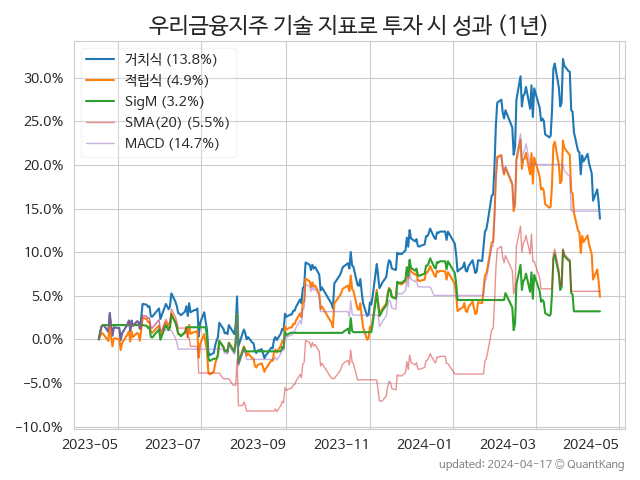 우리금융지주 기술 지표로 투자 시 성과 (1년)
거치식 (13.8%)
적립식 (4.9%)
SigM (3.2%)
SMA(20) (5.5%)
MACD (14.7%)
30.0%
25.0%
20.0%
15.0%
10.0%
5.0%
0.0%
−5.0%
−10.0%
2023-05 2023-07 2023-09 2023-11 2024-01 2024-03 2024-05
updated: 2024-04-17 © QuantKang